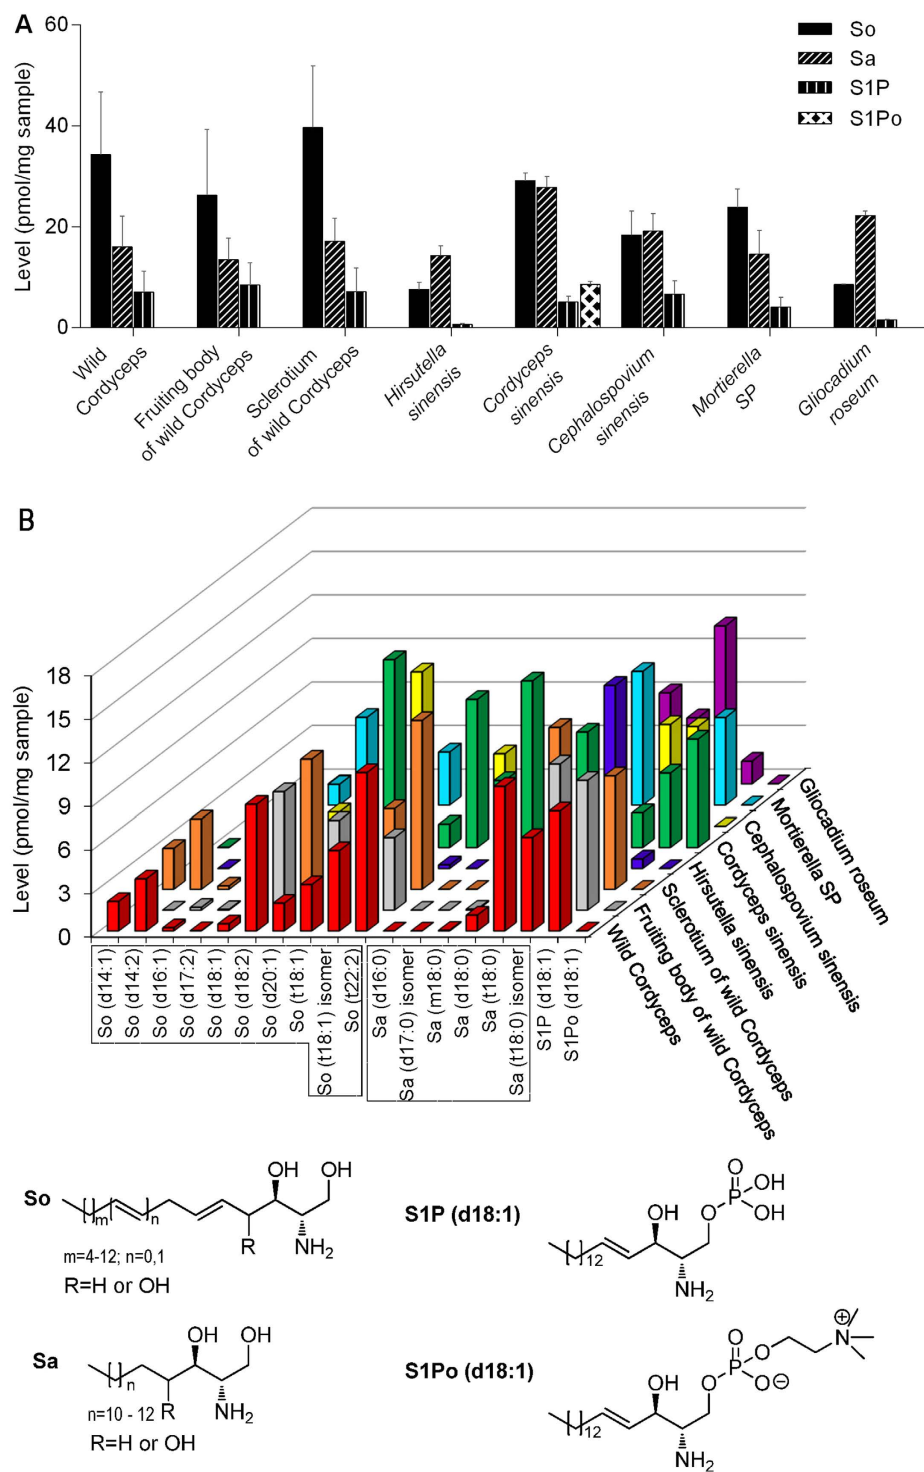 A
60
40
20
0
Level (pmol/mg sample)
So
Sa
S1P
S1Po
Wild
Cordyceps
Fruiting body
of wild Cordyceps
Sclerotium
of wild Cordyceps
Hirsutella
sinensis
Cordyceps
sinensis
Cephalospovium
sinensis
Mortierella
SP
Gliocadium
roseum
B
18
15
12
9
6
3
0
Level (pmol/mg sample)
So (d14:1)
So (d14:2)
So (d16:1)
So (d17:2)
So (d18:1)
So (d18:2)
So (d20:1)
So (t18:1)
So (t18:1) isomer
So (t22:2)
Sa (d16:0)
Sa (d17:0) isomer
Sa (m18:0)
Sa (d18:0)
Sa (t18:0)
Sa (t18:0) isomer
S1P (d18:1)
S1Po (d18:1)
Wild Cordyceps
Fruiting body of wild Cordyceps
Sclerotium of wild Cordyceps
Hirsutella sinensis
Cordyceps sinensis
Cephalospovium sinensis
Mortierella SP
Gliocadium roseum
So
OH OH
m n
R NH2
m=4-12; n=0,1
R=H or OH
S1P (d18:1)
O
OH O P OH
OH
12
NH2
Sa
OH OH
n
R NH2
n=10 - 12
R=H or OH
S1Po (d18:1)
⊕
O O N
OH O P O ⊖
12
NH2